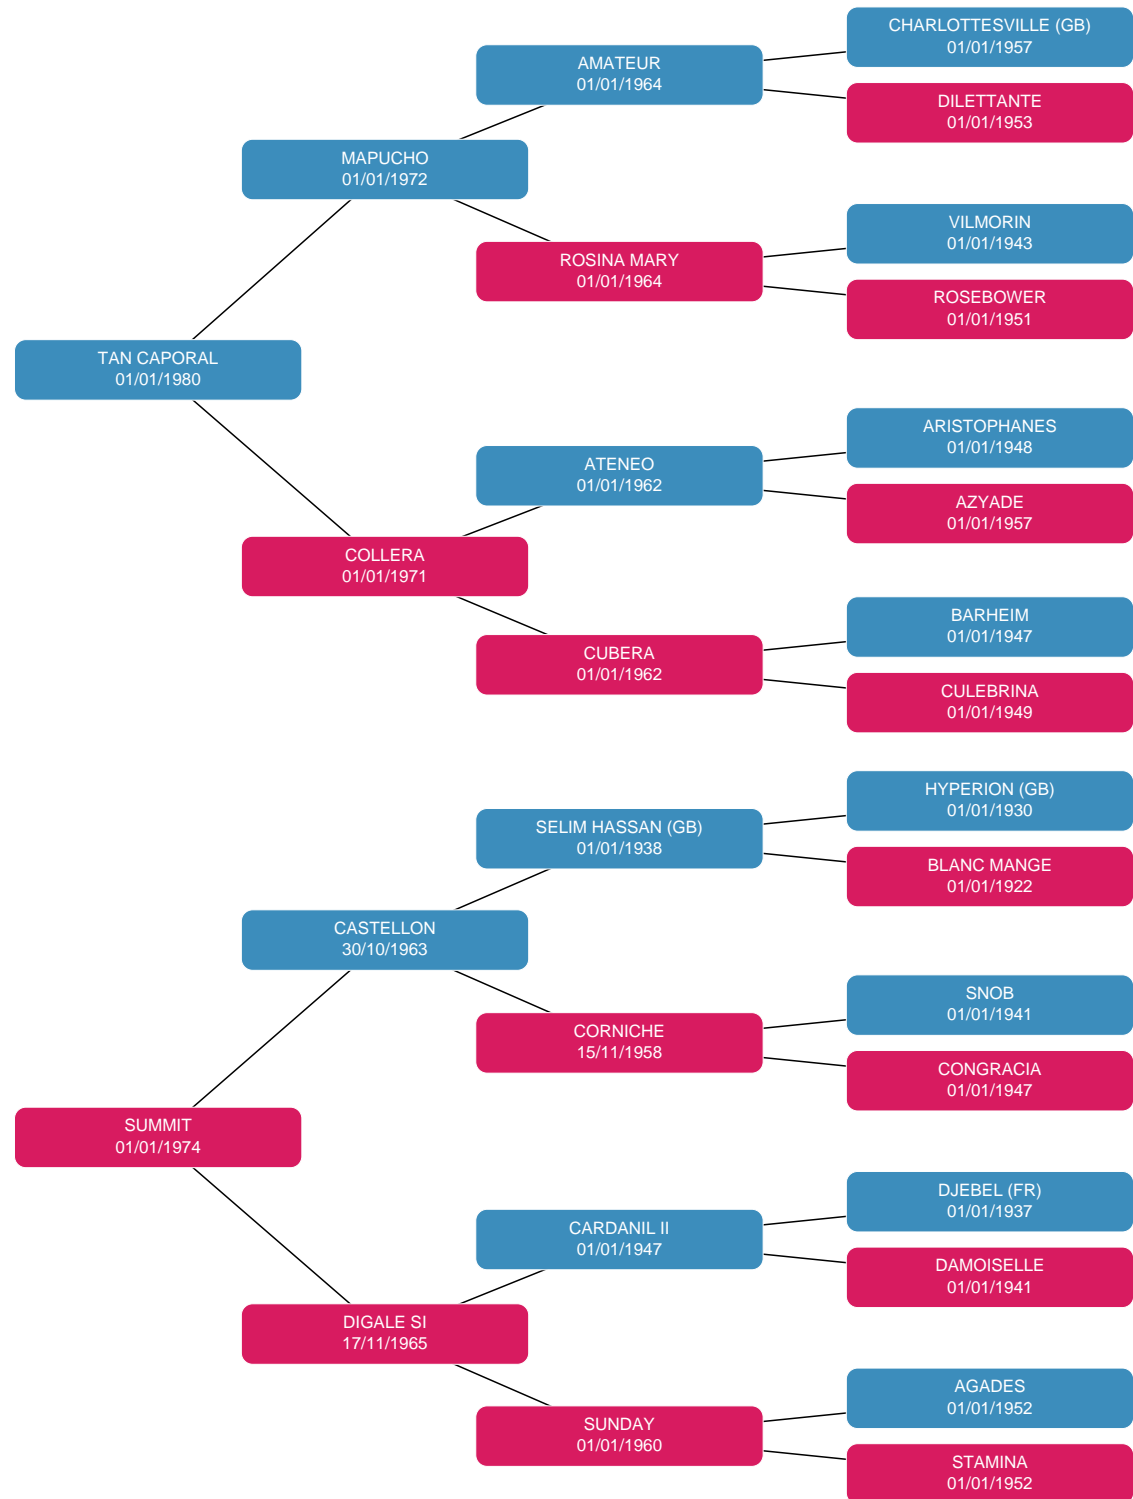 CHARLOTTESVILLE (GB)
01/01/1957
AMATEUR
01/01/1964
DILETTANTE
01/01/1953
MAPUCHO
01/01/1972
VILMORIN
01/01/1943
ROSINA MARY
01/01/1964
ROSEBOWER
01/01/1951
TAN CAPORAL
01/01/1980
ARISTOPHANES
01/01/1948
ATENEO
01/01/1962
AZYADE
01/01/1957
COLLERA
01/01/1971
BARHEIM
01/01/1947
CUBERA
01/01/1962
CULEBRINA
01/01/1949
HYPERION (GB)
01/01/1930
SELIM HASSAN (GB)
01/01/1938
BLANC MANGE
01/01/1922
CASTELLON
30/10/1963
SNOB
01/01/1941
CORNICHE
15/11/1958
CONGRACIA
01/01/1947
SUMMIT
01/01/1974
DJEBEL (FR)
01/01/1937
CARDANIL II
01/01/1947
DAMOISELLE
01/01/1941
DIGALE SI
17/11/1965
AGADES
01/01/1952
SUNDAY
01/01/1960
STAMINA
01/01/1952